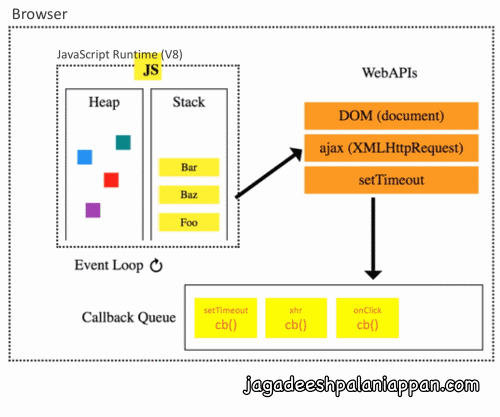 Browser
JavaScript Runtime (V8)
JS
Heap
Stack
Bar
Baz
Foo
WebAPIs
DOM (document)
ajax (XMLHttpRequest)
setTimeout
Event Loop
Callback Queue
setTimeout
cb()
xhr
cb()
onClick
cb()
jagadeeshpalaniappan.com